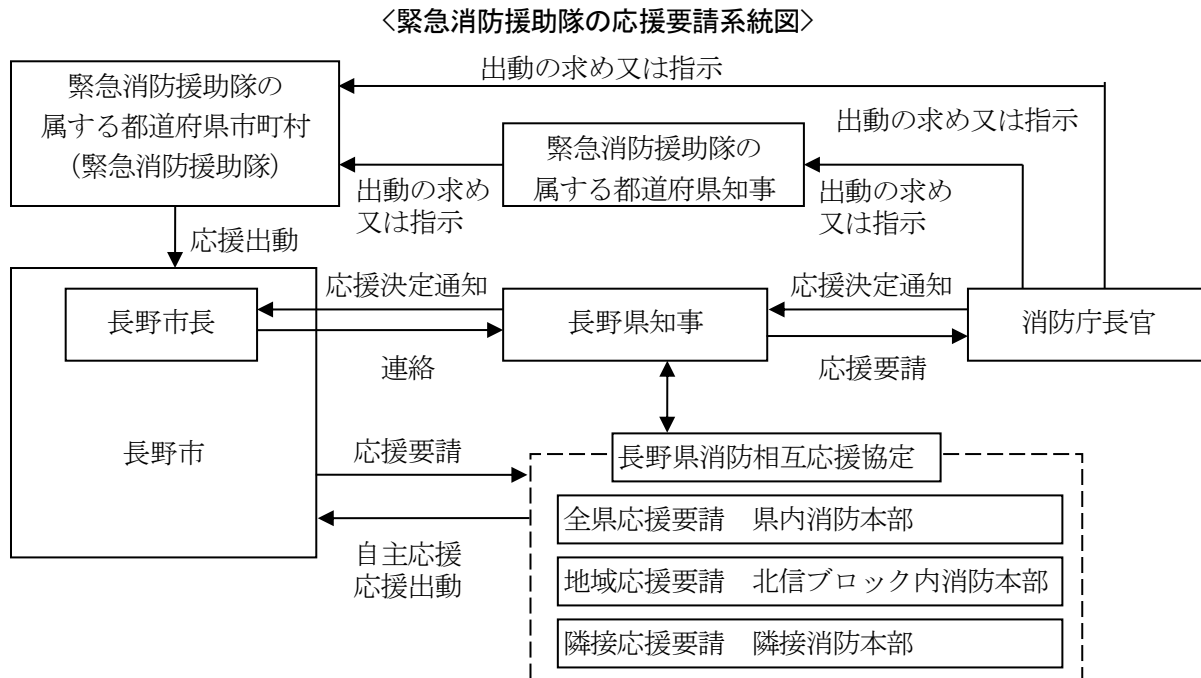 <緊急消防援助隊の応援要請系統図>
出動の求め又は指示
緊急消防援助隊の
属する都道府県市町村
(緊急消防援助隊)
出動の求め又は指示
緊急消防援助隊の
属する都道府県知事
出動の求め
又は指示
出動の求め
又は指示
応援出動
応援決定通知
応援決定通知
長野市長
長野県知事
消防庁長官
連絡
応援要請
長野市
応援要請
長野県消防相互応援協定
全県応援要請　県内消防本部
自主応援
応援出動
地域応援要請　北信ブロック内消防本部
隣接応援要請　隣接消防本部